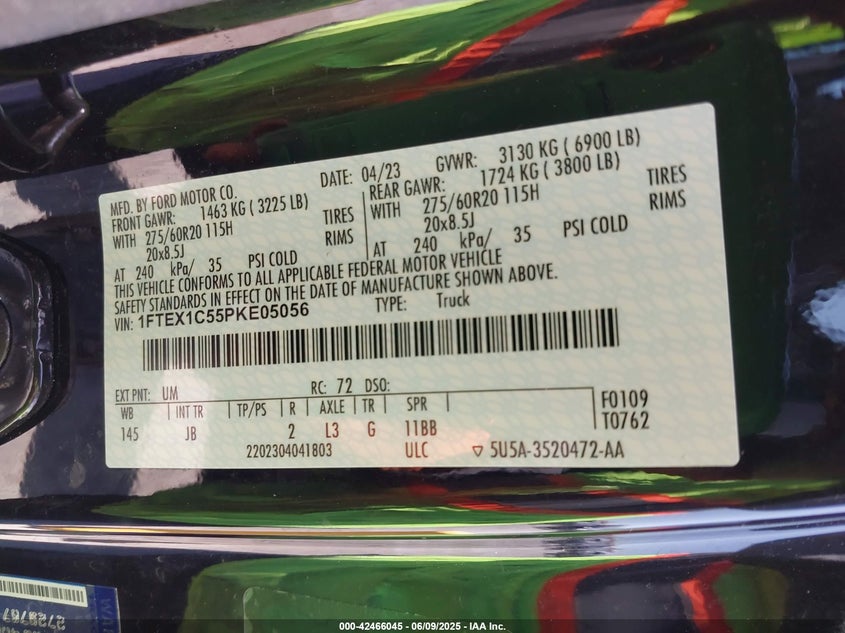 MFD. BY FORD MOTOR CO.
DATE: 04/23
GVWR: 3130 KG ( 6900 LB)
FRONT GAWR: 1463 KG ( 3225 LB)
REAR GAWR: 1724 KG ( 3800 LB)
WITH 275/60R20 115H TIRES
WITH 275/60R20 115H TIRES
20x8.5J RIMS
20x8.5J RIMS
AT 240 kPa/ 35 PSI COLD
AT 240 kPa/ 35 PSI COLD
THIS VEHICLE CONFORMS TO ALL APPLICABLE FEDERAL MOTOR VEHICLE
SAFETY STANDARDS IN EFFECT ON THE DATE OF MANUFACTURE SHOWN ABOVE.
VIN: 1FTEX1C55PKE05056
TYPE: Truck
EXT PNT: UM RC: 72 DSO:
WB INT TR TP/PS R AXLE TR SPR F0109
145 JB 2 L3 G 11BB T0762
2202304041803 ULC 5U5A-3520472-AA
000-42466045 - 06/09/2025 - IAA Inc.